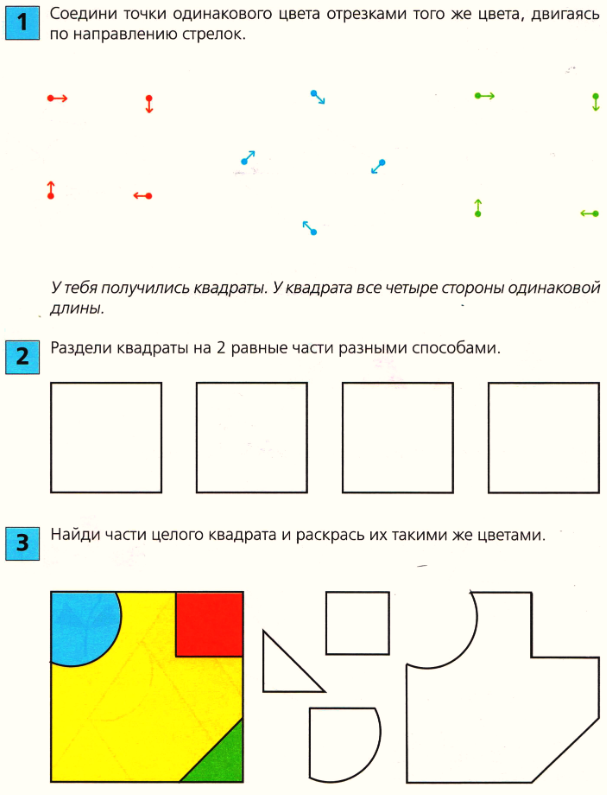 1
Соедини точки одинакового цвета отрезками того же цвета, двигаясь
по направлению стрелок.
У тебя получились квадраты. У квадрата все четыре стороны одинаковой
длины.
2
Раздели квадраты на 2 равные части разными способами.
3
Найди части целого квадрата и раскрась их такими же цветами.